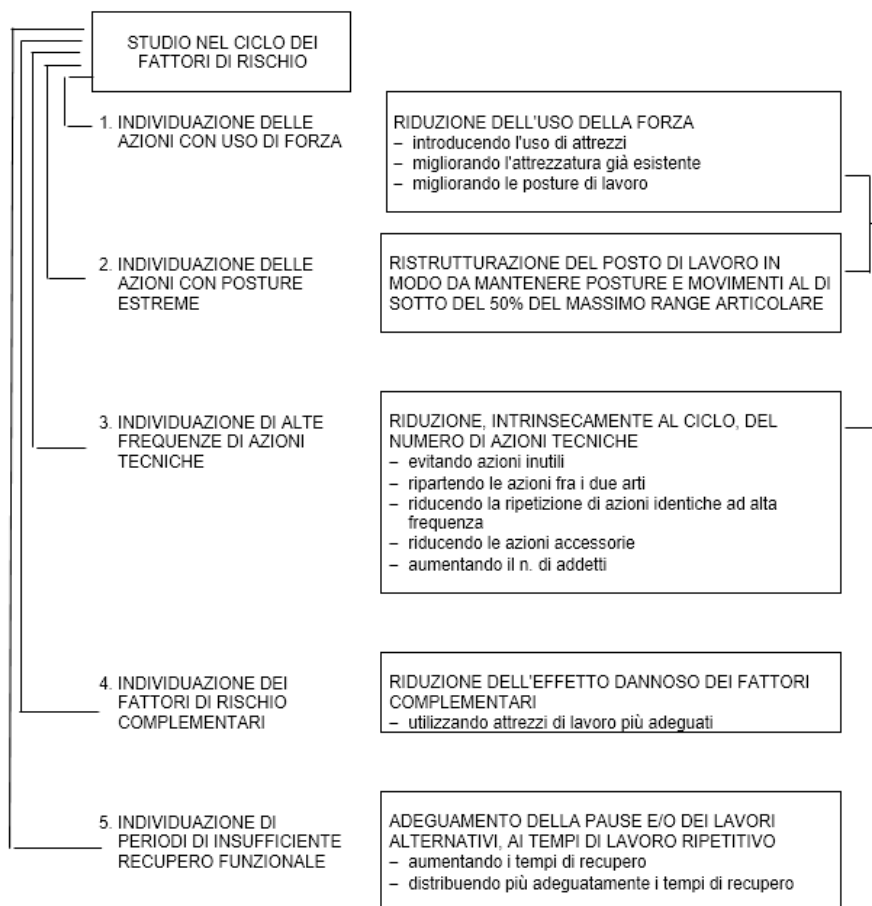 STUDIO NEL CICLO DEI
FATTORI DI RISCHIO
1. INDIVIDUAZIONE DELLE
AZIONI CON USO DI FORZA
RIDUZIONE DELL'USO DELLA FORZA
– introducendo l'uso di attrezzi
– migliorando l'attrezzatura già esistente
– migliorando le posture di lavoro
2. INDIVIDUAZIONE DELLE
AZIONI CON POSTURE
ESTREME
RISTRUTTURAZIONE DEL POSTO DI LAVORO IN
MODO DA MANTENERE POSTURE E MOVIMENTI AL DI
SOTTO DEL 50% DEL MASSIMO RANGE ARTICOLARE
3. INDIVIDUAZIONE DI ALTE
FREQUENZE DI AZIONI
TECNICHE
RIDUZIONE, INTRINSECAMENTE AL CICLO, DEL
NUMERO DI AZIONI TECNICHE
– evitando azioni inutili
– ripartendo le azioni fra i due arti
– riducendo la ripetizione di azioni identiche ad alta
frequenza
– riducendo le azioni accessorie
– aumentando il n. di addetti
4. INDIVIDUAZIONE DEI
FATTORI DI RISCHIO
COMPLEMENTARI
RIDUZIONE DELL'EFFETTO DANNOSO DEI FATTORI
COMPLEMENTARI
– utilizzando attrezzi di lavoro più adeguati
5. INDIVIDUAZIONE DI
PERIODI DI INSUFFICIENTE
RECUPERO FUNZIONALE
ADEGUAMENTO DELLA PAUSE E/O DEI LAVORI
ALTERNATIVI, AI TEMPI DI LAVORO RIPETITIVO
– aumentando i tempi di recupero
– distribuendo più adeguatamente i tempi di recupero